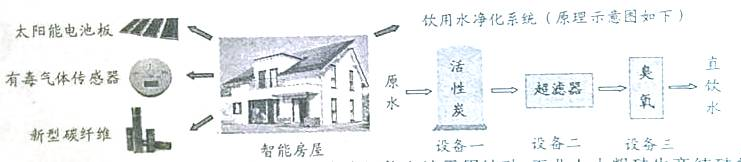 太阳能电池板
有毒气体传感器
新型碳纤维
智能房屋
饮用水净化系统（原理示意图如下）
原水
活性炭
超滤器
臭氧
直饮水
设备一
设备二
设备三